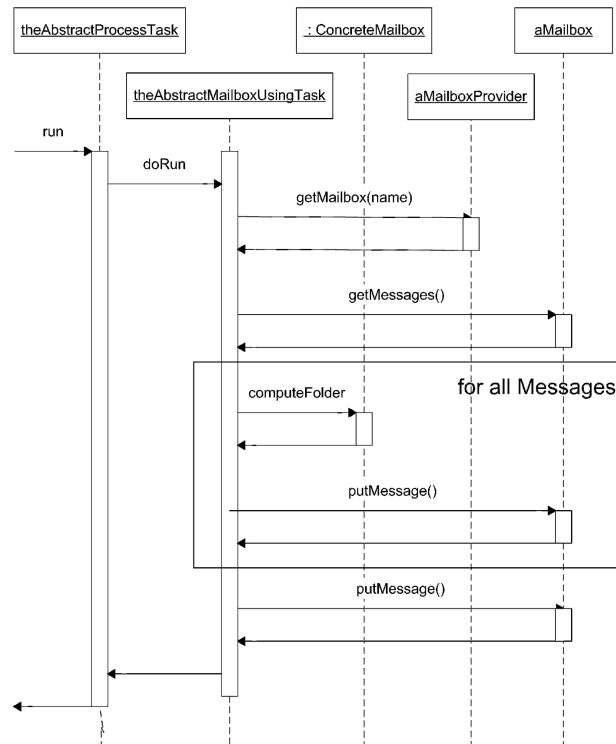 theAbstractProcessTask
: ConcreteMailbox
aMailbox
theAbstractMailboxUsingTask
aMailboxProvider
run
doRun
getMailbox(name)
getMessages()
for all Messages
computeFolder
putMessage()
putMessage()